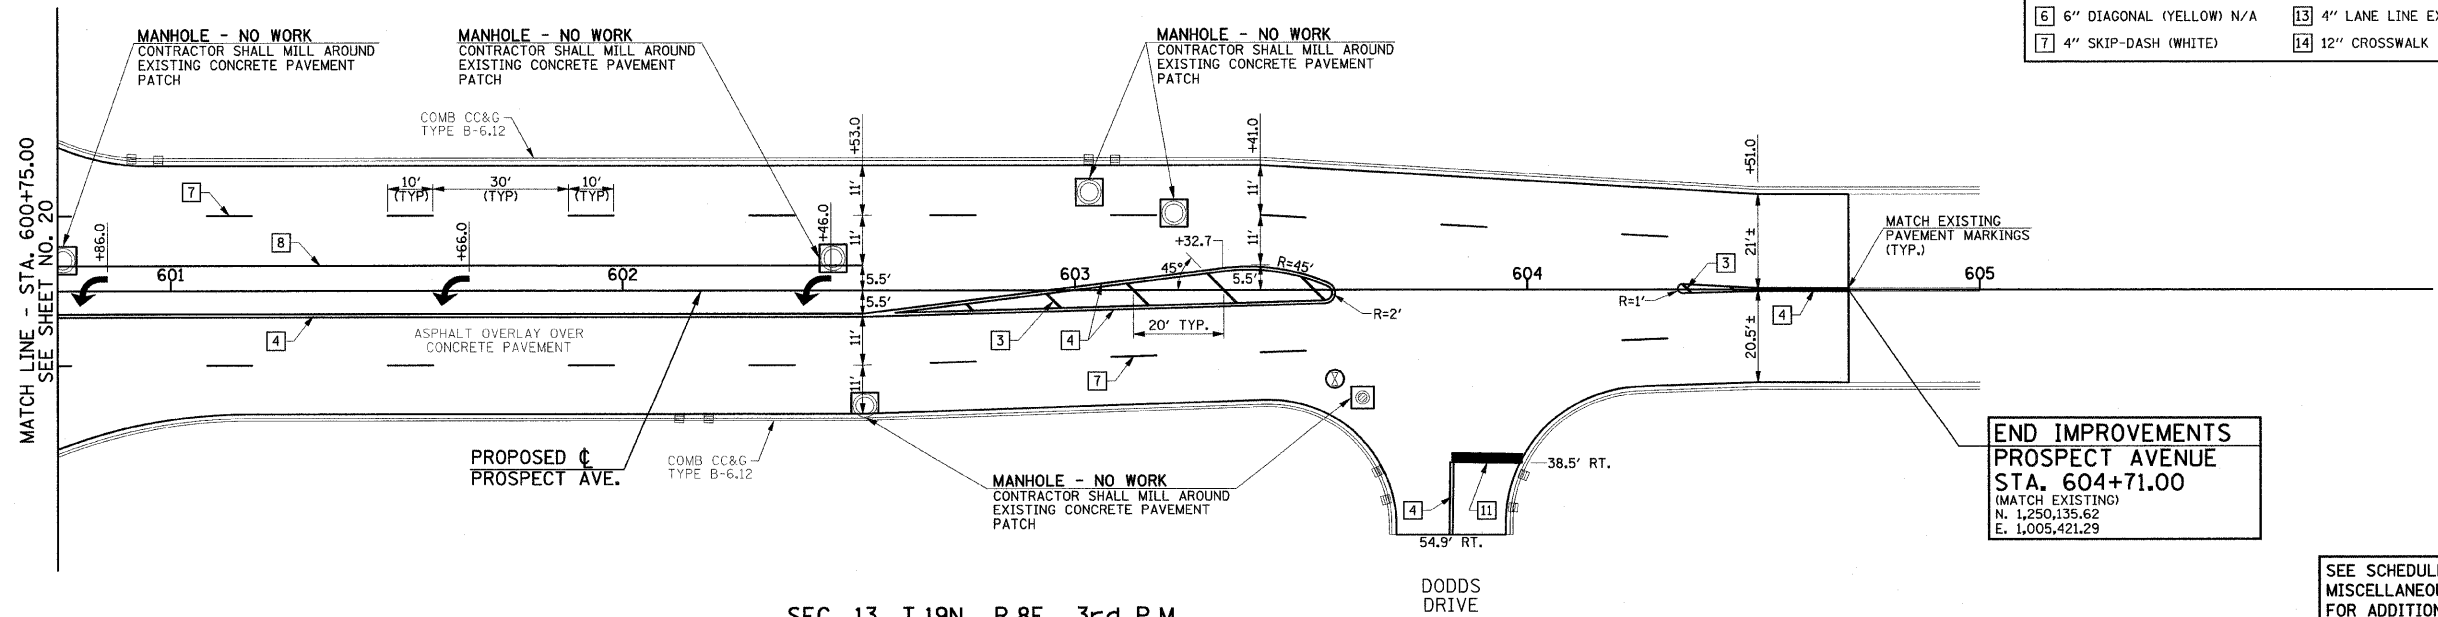 6 6" DIAGONAL (YELLOW) N/A
13 4" LANE LINE
7 4" SKIP-DASH (WHITE)
14 12" CROSSWALK
MANHOLE - NO WORK
CONTRACTOR SHALL MILL AROUND
EXISTING CONCRETE PAVEMENT
PATCH
MANHOLE - NO WORK
CONTRACTOR SHALL MILL AROUND
EXISTING CONCRETE PAVEMENT
PATCH
MANHOLE - NO WORK
CONTRACTOR SHALL MILL AROUND
EXISTING CONCRETE PAVEMENT
PATCH
COMB CC&G
TYPE B-6.12
MATCH LINE - STA. 600+75.00
SEE SHEET NO. 20
+53.0
+41.0
+51.0
7
10'
(TYP)
30'
(TYP)
10'
(TYP)
11'
11'
11'
11'
+86.0
8
+66.0
+46.0
+32.7
45°
R=45'
MATCH EXISTING
PAVEMENT MARKINGS
(TYP.)
21'±
3
601
602
5.5'
603
5.5'
604
605
5.5'
R=1'
R=2'
4
4
ASPHALT OVERLAY OVER
CONCRETE PAVEMENT
3
4
20' TYP.
20.5'±
11'
11'
7
PROPOSED ℄
PROSPECT AVE.
COMB CC&G
TYPE B-6.12
MANHOLE - NO WORK
CONTRACTOR SHALL MILL AROUND
EXISTING CONCRETE PAVEMENT
PATCH
38.5' RT.
4
11
54.9' RT.
DODDS
DRIVE
END IMPROVEMENTS
PROSPECT AVENUE
STA. 604+71.00
(MATCH EXISTING)
N. 1,250,135.62
E. 1,005,421.29
SEC. 13, T.19N., R.8E., 3rd P.M.
SEE
FOR